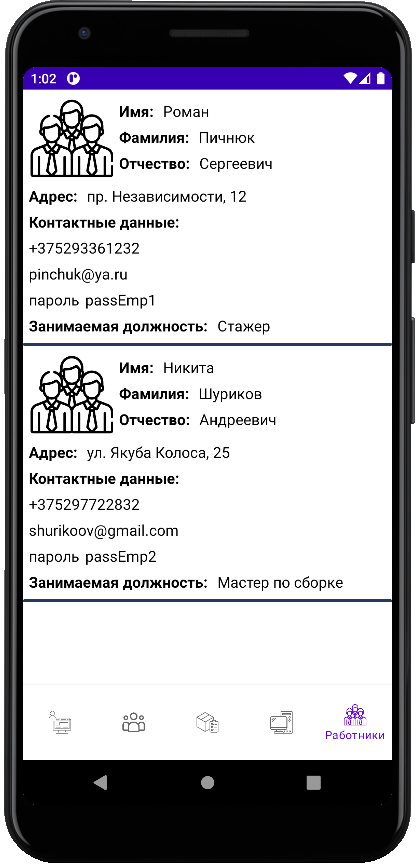 1:02
Имя: Роман
Фамилия: Пичнюк
Отчество: Сергеевич
Адрес: пр. Независимости, 12
Контактные данные:
+375293361232
pinchuk@ya.ru
пароль passEmp1
Занимаемая должность: Стажер
Имя: Никита
Фамилия: Шуриков
Отчество: Андреевич
Адрес: ул. Якуба Колоса, 25
Контактные данные:
+375297722832
shurikoov@gmail.com
пароль passEmp2
Занимаемая должность: Мастер по сборке
Работники